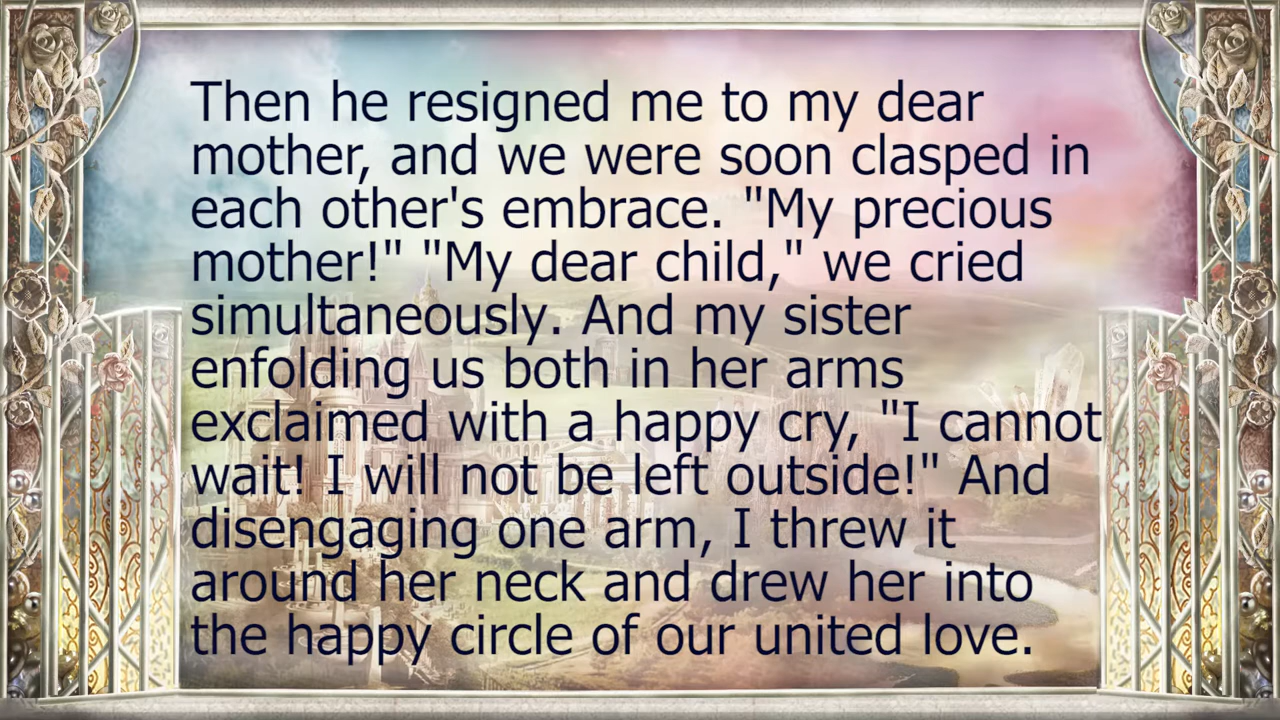 Then he resigned me to my dear
mother, and we were soon clasped in
each other's embrace. "My precious
mother!" "My dear child," we cried
simultaneously. And my sister
enfolding us both in her arms
exclaimed with a happy cry, "I cannot
wait! I will not be left outside!" And
disengaging one arm, I threw it
around her neck and drew her into
the happy circle of our united love.